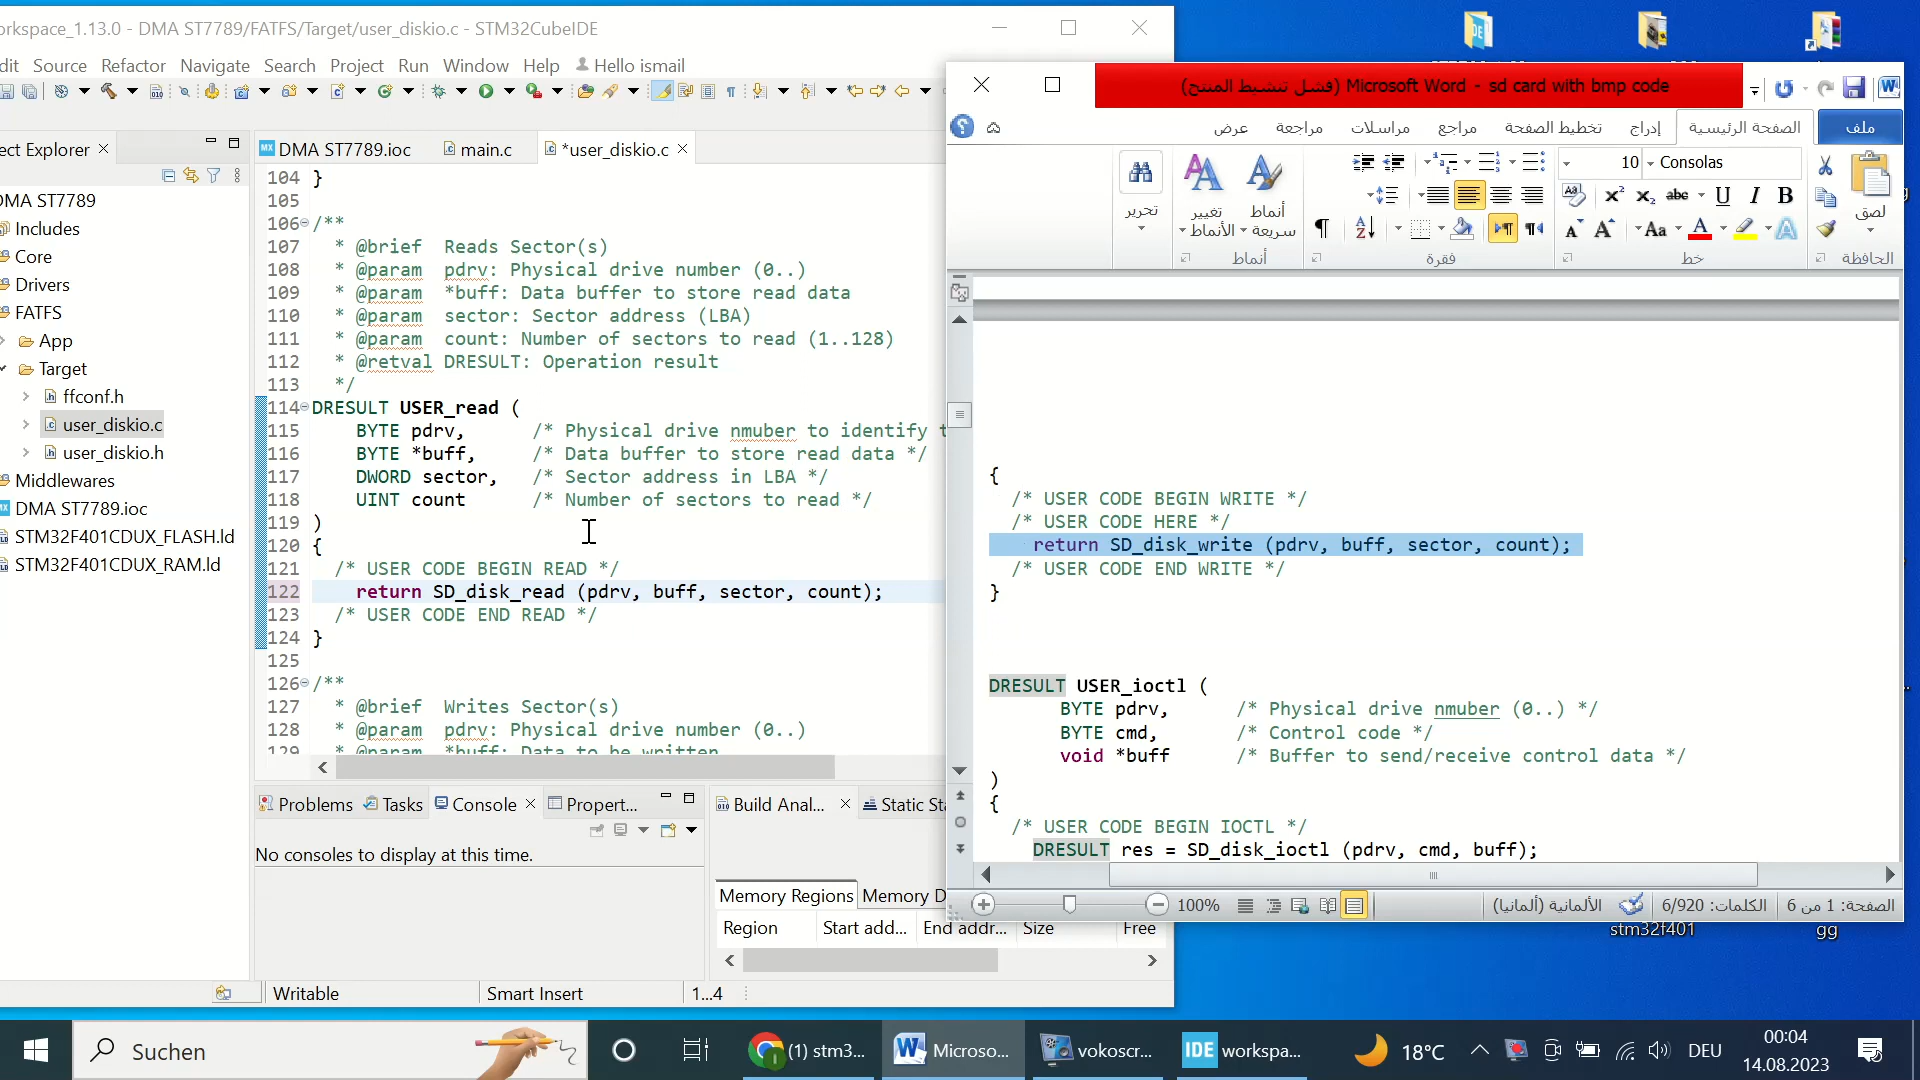 orkspace_1.13.0 - DMA ST7789/FATFS/Target/user_diskio.c - STM32CubeIDE
dit Source Refactor Navigate Search Project Run Window Help Hello ismail
ect Explorer
DMA ST7789.ioc main.c *user_diskio.c
DMA ST7789
Includes
Core
Drivers
FATFS
App
Target
ffconf.h
user_diskio.c
user_diskio.h
Middlewares
DMA ST7789.ioc
STM32F401CDUX_FLASH.ld
STM32F401CDUX_RAM.ld
104 }
105
106 /**
107 * @brief Reads Sector(s)
108 * @param pdrv: Physical drive number (0..)
109 * @param *buff: Data buffer to store read data
110 * @param sector: Sector address (LBA)
111 * @param count: Number of sectors to read (1..128)
112 * @retval DRESULT: Operation result
113 */
114 DRESULT USER_read (
115 BYTE pdrv, /* Physical drive nmuber to identify t
116 BYTE *buff, /* Data buffer to store read data */
117 DWORD sector, /* Sector address in LBA */
118 UINT count /* Number of sectors to read */
119 )
120 {
121 /* USER CODE BEGIN READ */
122 return SD_disk_read (pdrv, buff, sector, count);
123 /* USER CODE END READ */
124 }
125
126 /**
127 * @brief Writes Sector(s)
128 * @param pdrv: Physical drive number (0..)
129 * @param *buff: Data to be written
Problems Tasks Console Propert...
No consoles to display at this time.
Build Anal... Static Sta
Memory Regions Memory D
Region Start add... End addr... Size Free
Writable Smart Insert 1...4
sd card with bmp code - Microsoft Word (فشل تنشيط المنتج)
ملف الصفحة الرئيسية إدراج تخطيط الصفحة مراجع مراسلات مراجعة عرض
10 Consolas
لصق
الحافظة
خط
فقرة
أنماط سريعة
تغيير الأنماط
أنماط
تحرير
{
/* USER CODE BEGIN WRITE */
/* USER CODE HERE */
return SD_disk_write (pdrv, buff, sector, count);
/* USER CODE END WRITE */
}
DRESULT USER_ioctl (
BYTE pdrv, /* Physical drive nmuber (0..) */
BYTE cmd, /* Control code */
void *buff /* Buffer to send/receive control data */
)
{
/* USER CODE BEGIN IOCTL */
DRESULT res = SD_disk_ioctl (pdrv, cmd, buff);
الصفحة: 1 من 6 الكلمات: 6/920 الألمانية (ألمانيا) 100%
stm32f401
gg
Suchen
(1) stm3...
Microso...
vokoscr...
workspa...
18°C
DEU
00:04
14.08.2023